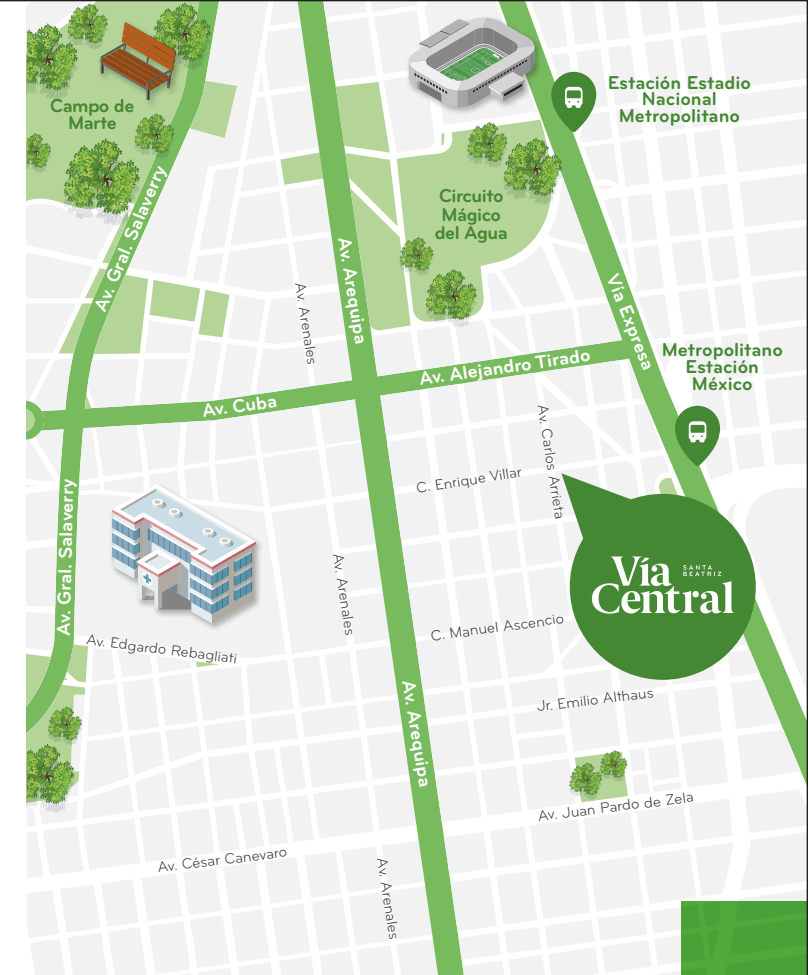 Estación Estadio
Nacional
Metropolitano
Campo de
Marte
Circuito
Mágico
del Agua
Av. Gral. Salaverry
Av. Arequipa
Av. Arenales
Vía Expresa
Metropolitano
Estación
México
Av. Alejandro Tirado
Av. Cuba
Av. Carlos Arrieta
C. Enrique Villar
Av. Gral. Salaverry
Av. Arenales
Vía
SANTA
BEATRIZ
Central
C. Manuel Ascencio
Av. Edgardo Rebagliati
Av. Arequipa
Jr. Emilio Althaus
Av. Juan Pardo de Zela
Av. César Canevaro
Av. Arenales